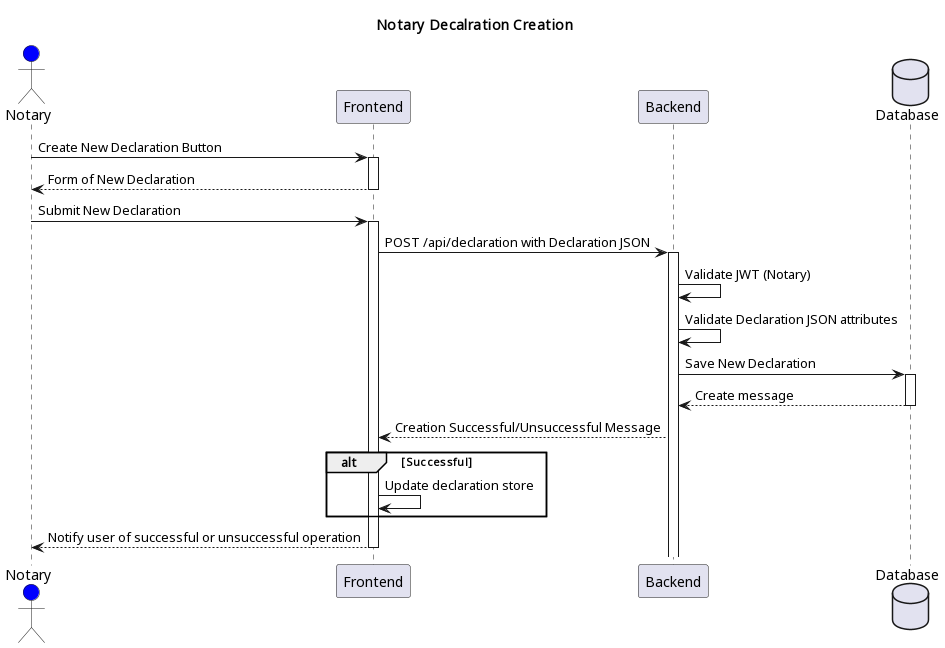 Notary Decalration Creation
Notary
Frontend
Backend
Database
Create New Declaration Button
Form of New Declaration
Submit New Declaration
POST /api/declaration with Declaration JSON
Validate JWT (Notary)
Validate Declaration JSON attributes
Save New Declaration
Create message
Creation Successful/Unsuccessful Message
alt [Successful]
Update declaration store
Notify user of successful or unsuccessful operation
Notary
Frontend
Backend
Database